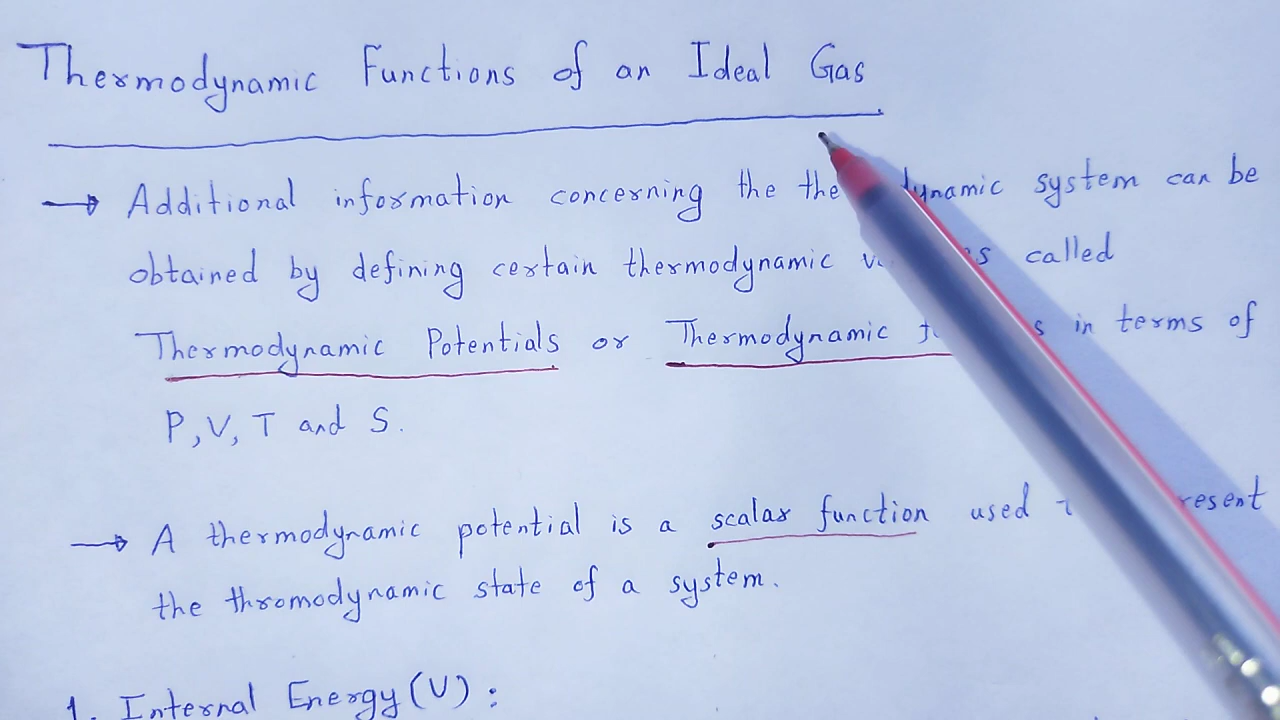 Thermodynamic Functions of an Ideal Gas
→ Additional information concerning the the dynamic system can be
obtained by defining certain thermodynamic called
Thermodynamic Potentials or Thermodynamic in terms of
P, V, T and S.
→ A thermodynamic potential is a scalar function used
the thromodynamic state of a system.
1. Internal Energy (U) :